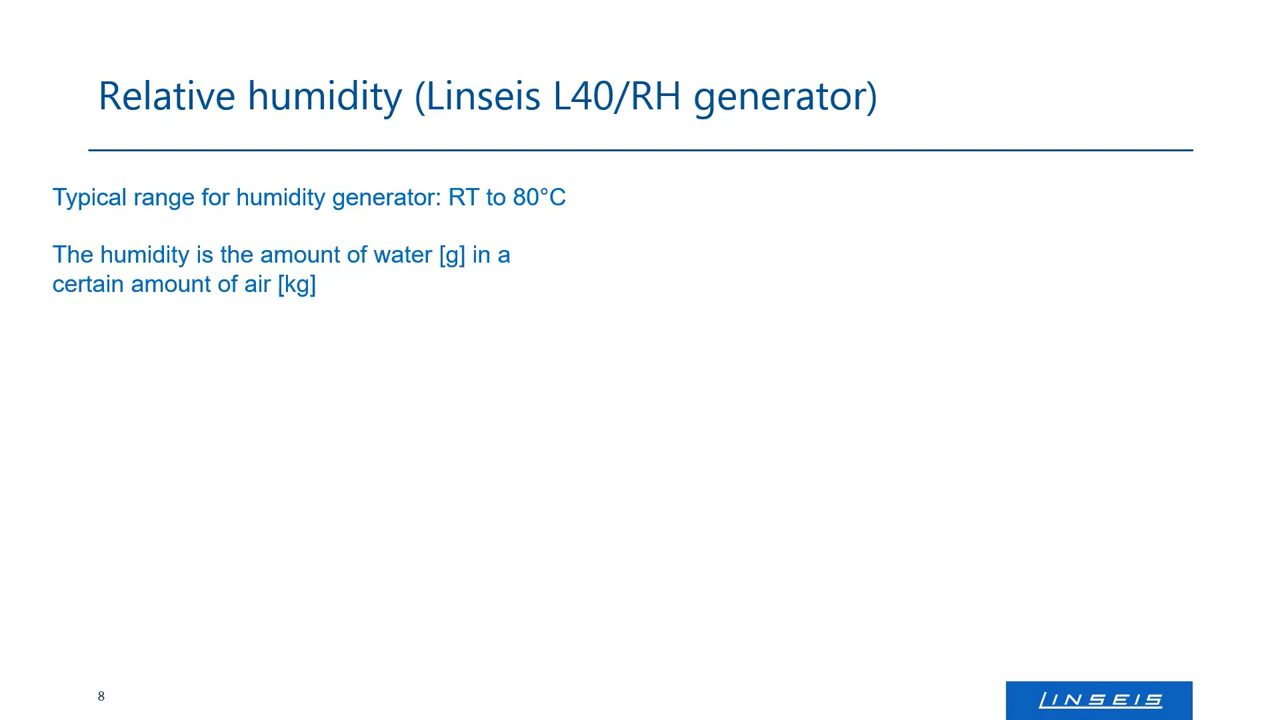 Relative humidity (Linseis L40/RH generator)
Typical range for humidity generator: RT to 80°C
The humidity is the amount of water [g] in a
certain amount of air [kg]
8
LINSEIS